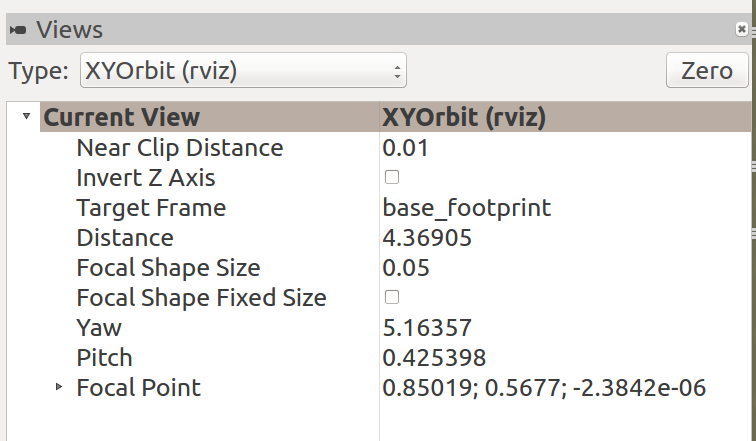 Views
Type: XYOrbit (rviz) Zero
Current View XYOrbit (rviz)
Near Clip Distance 0.01
Invert Z Axis
Target Frame base_footprint
Distance 4.36905
Focal Shape Size 0.05
Focal Shape Fixed Size
Yaw 5.16357
Pitch 0.425398
Focal Point 0.85019; 0.5677; -2.3842e-06